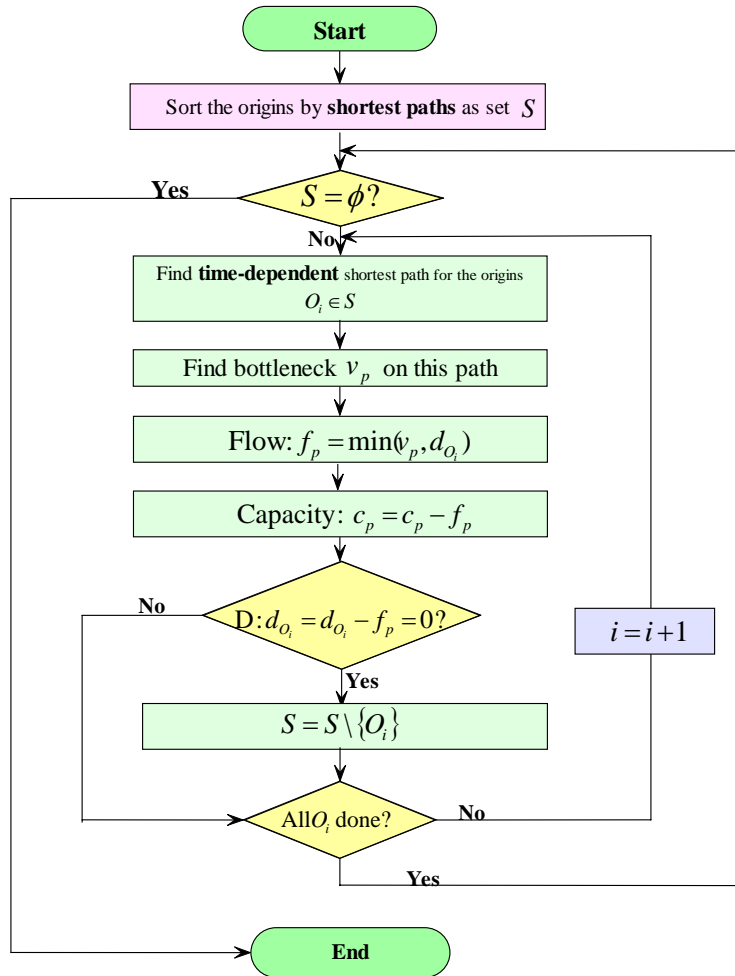 Start
Sort the origins by shortest paths as set S
Yes
S = ϕ?
No
Find time-dependent shortest path for the origins
O_i ∈ S
Find bottleneck v_p on this path
Flow: f_p = min(v_p, d_{O_i})
Capacity: c_p = c_p − f_p
No
D: d_{O_i} = d_{O_i} − f_p = 0?
i = i+1
Yes
S = S \ {O_i}
All O_i done?
No
Yes
End